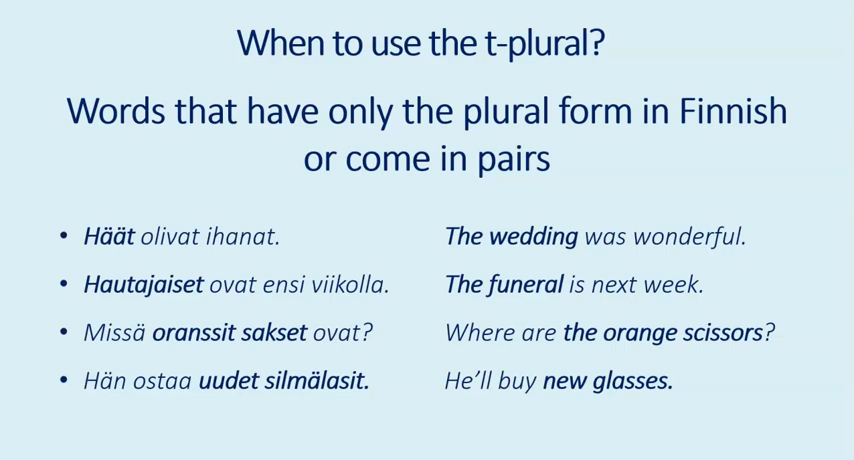 When to use the t-plural?
Words that have only the plural form in Finnish
or come in pairs
• Häät olivat ihanat. The wedding was wonderful.
• Hautajaiset ovat ensi viikolla. The funeral is next week.
• Missä oranssit sakset ovat? Where are the orange scissors?
• Hän ostaa uudet silmälasit. He’ll buy new glasses.